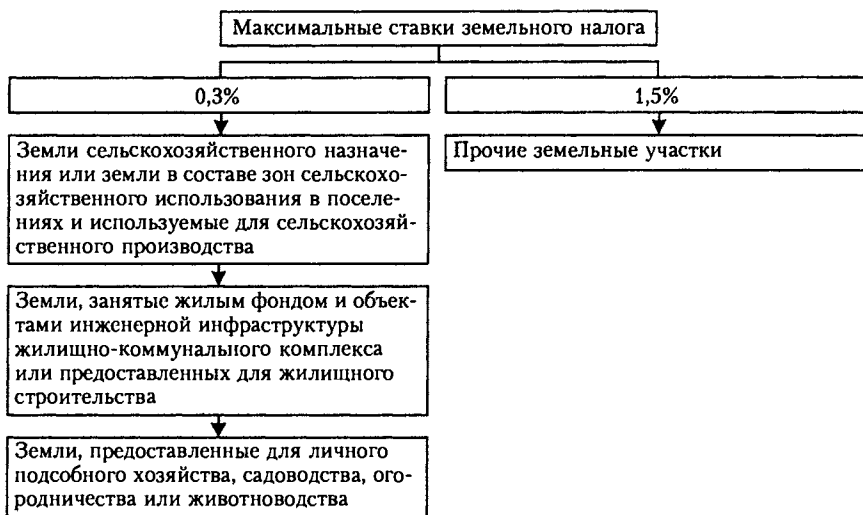 Максимальные ставки земельного налога
0,3%
1,5%
Земли сельскохозяйственного назначе-
ния или земли в составе зон сельскохо-
зяйственного использования в поселе-
ниях и используемые для сельскохозяй-
ственного производства
Прочие земельные участки
Земли, занятые жилым фондом и объек-
тами инженерной инфраструктуры
жилищно-коммунального комплекса
или предоставленных для жилищного
строительства
Земли, предоставленные для личного
подсобного хозяйства, садоводства, ого-
родничества или животноводства